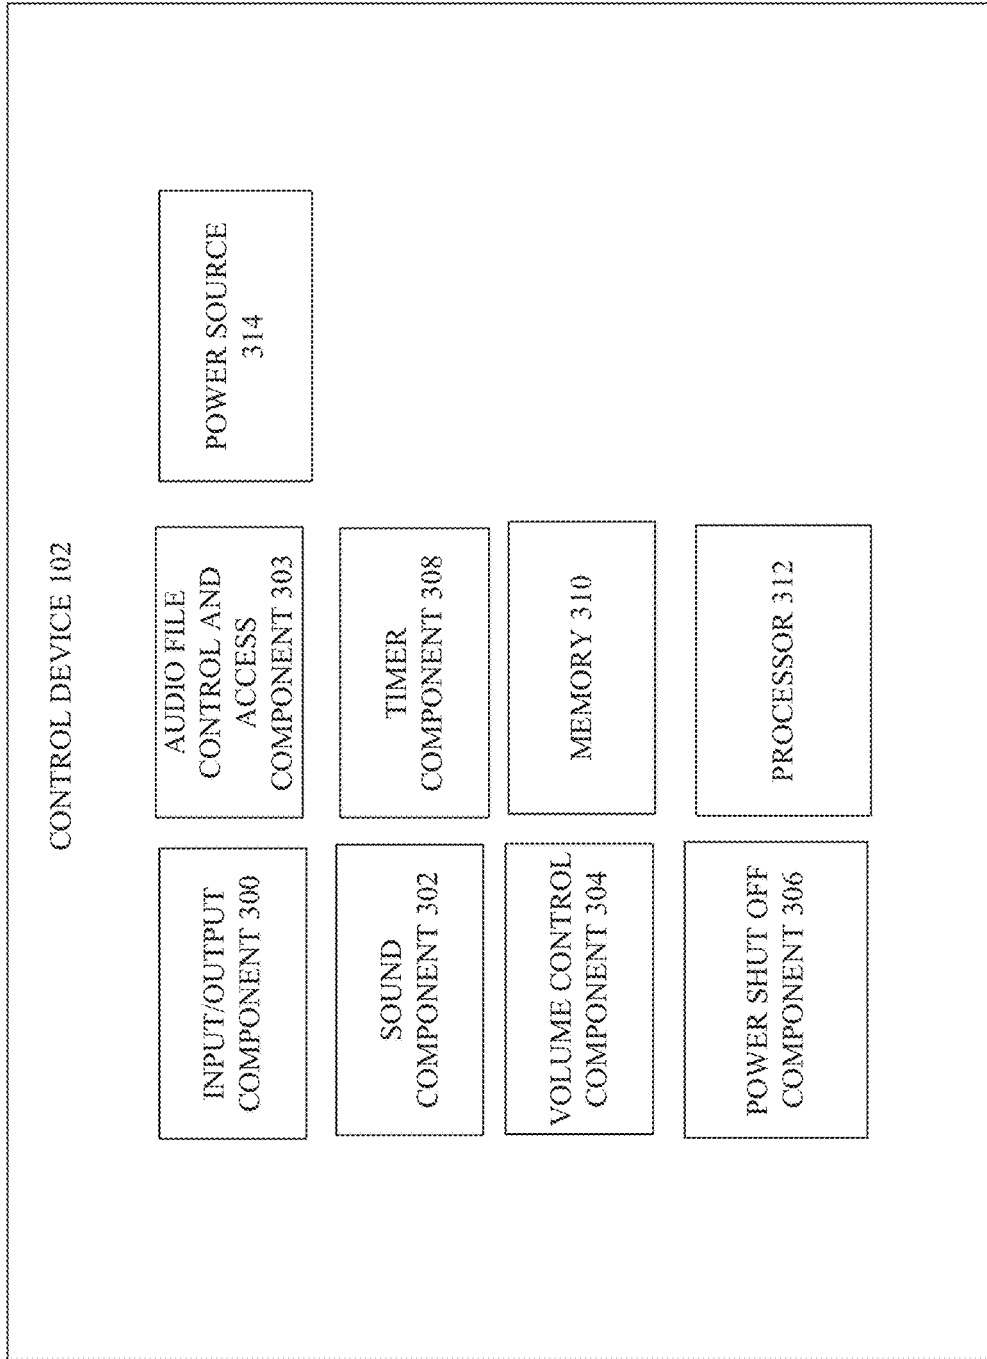 CONTROL DEVICE 102
INPUT/OUTPUT
COMPONENT 300
AUDIO FILE
CONTROL AND
ACCESS
COMPONENT 303
POWER SOURCE
314
SOUND
COMPONENT 302
TIMER
COMPONENT 308
VOLUME CONTROL
COMPONENT 304
MEMORY 310
POWER SHUT OFF
COMPONENT 306
PROCESSOR 312